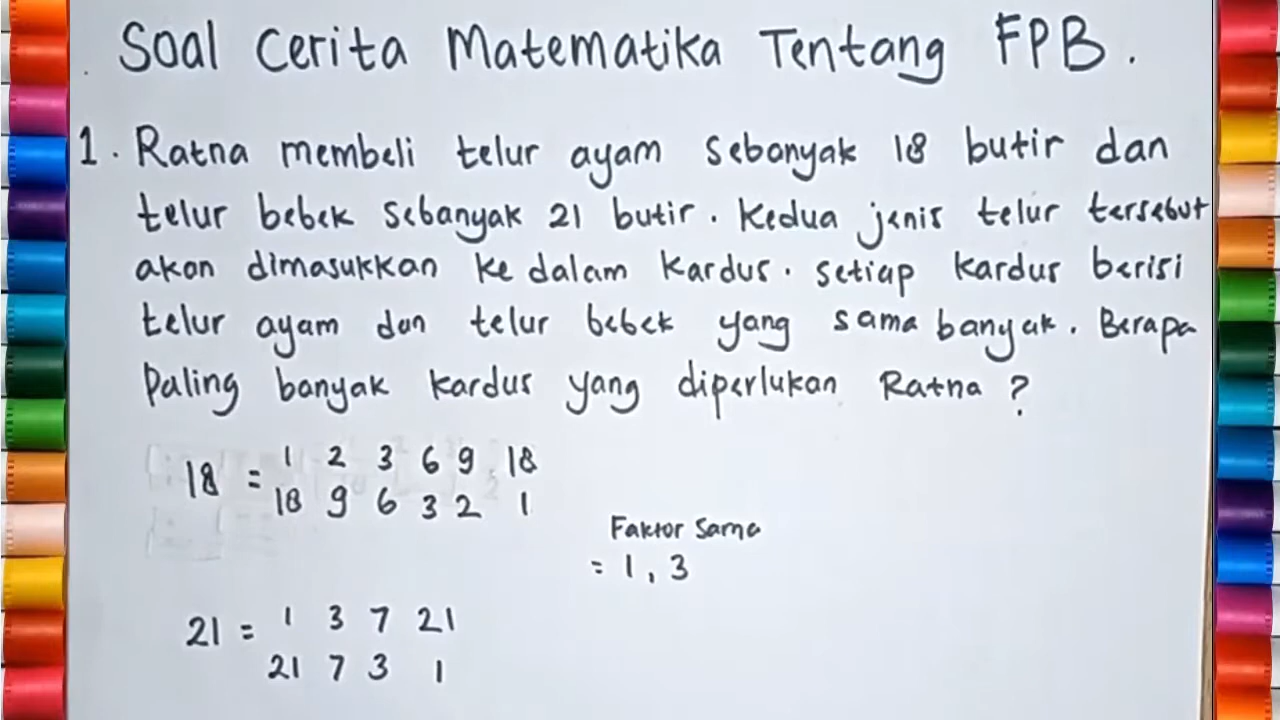 Soal Cerita Matematika Tentang FPB.
1. Ratna membeli telur ayam sebanyak 18 butir dan
telur bebek sebanyak 21 butir. Kedua jenis telur tersebut
akan dimasukkan ke dalam kardus. setiap kardus berisi
telur ayam dan telur bebek yang sama banyak. Berapa
paling banyak kardus yang diperlukan Ratna?
18 = 1 2 3 6 9 18
18 9 6 3 2 1
Faktor Sama
= 1, 3
21 = 1 3 7 21
21 7 3 1